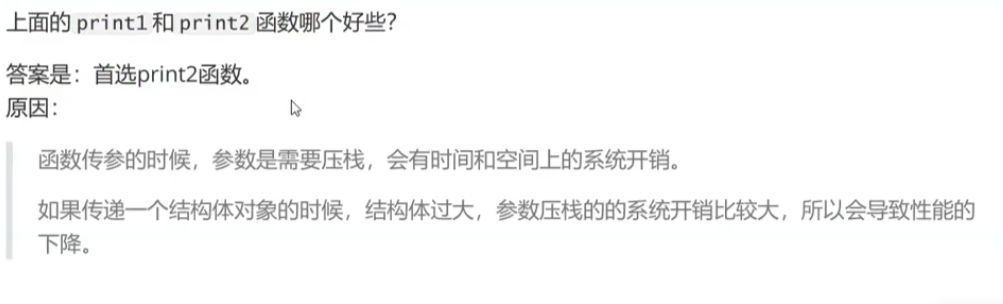 上面的 print1 和 print2 函数哪个好些？
答案是：首选print2函数。
原因：
函数传参的时候，参数是需要压栈，会有时间和空间上的系统开销。
如果传递一个结构体对象的时候，结构体过大，参数压栈的的系统开销比较大，所以会导致性能的
下降。